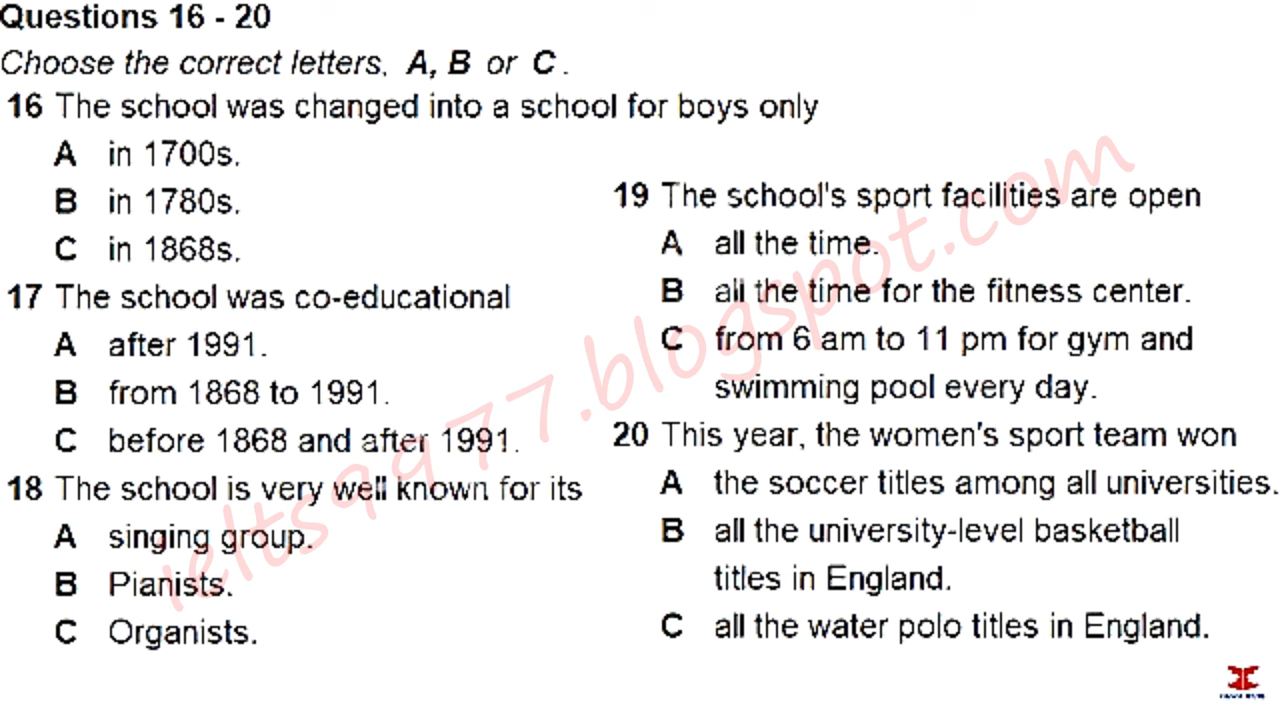 Questions 16 - 20
Choose the correct letters, A, B or C.
16 The school was changed into a school for boys only
A in 1700s.
B in 1780s.
C in 1868s.
17 The school was co-educational
A after 1991.
B from 1868 to 1991.
C before 1868 and after 1991.
18 The school is very well known for its
A singing group.
B Pianists.
C Organists.
19 The school's sport facilities are open
A all the time.
B all the time for the fitness center.
C from 6 am to 11 pm for gym and
swimming pool every day.
20 This year, the women's sport team won
A the soccer titles among all universities.
B all the university-level basketball
titles in England.
C all the water polo titles in England.
ielts9977.blogspot.com